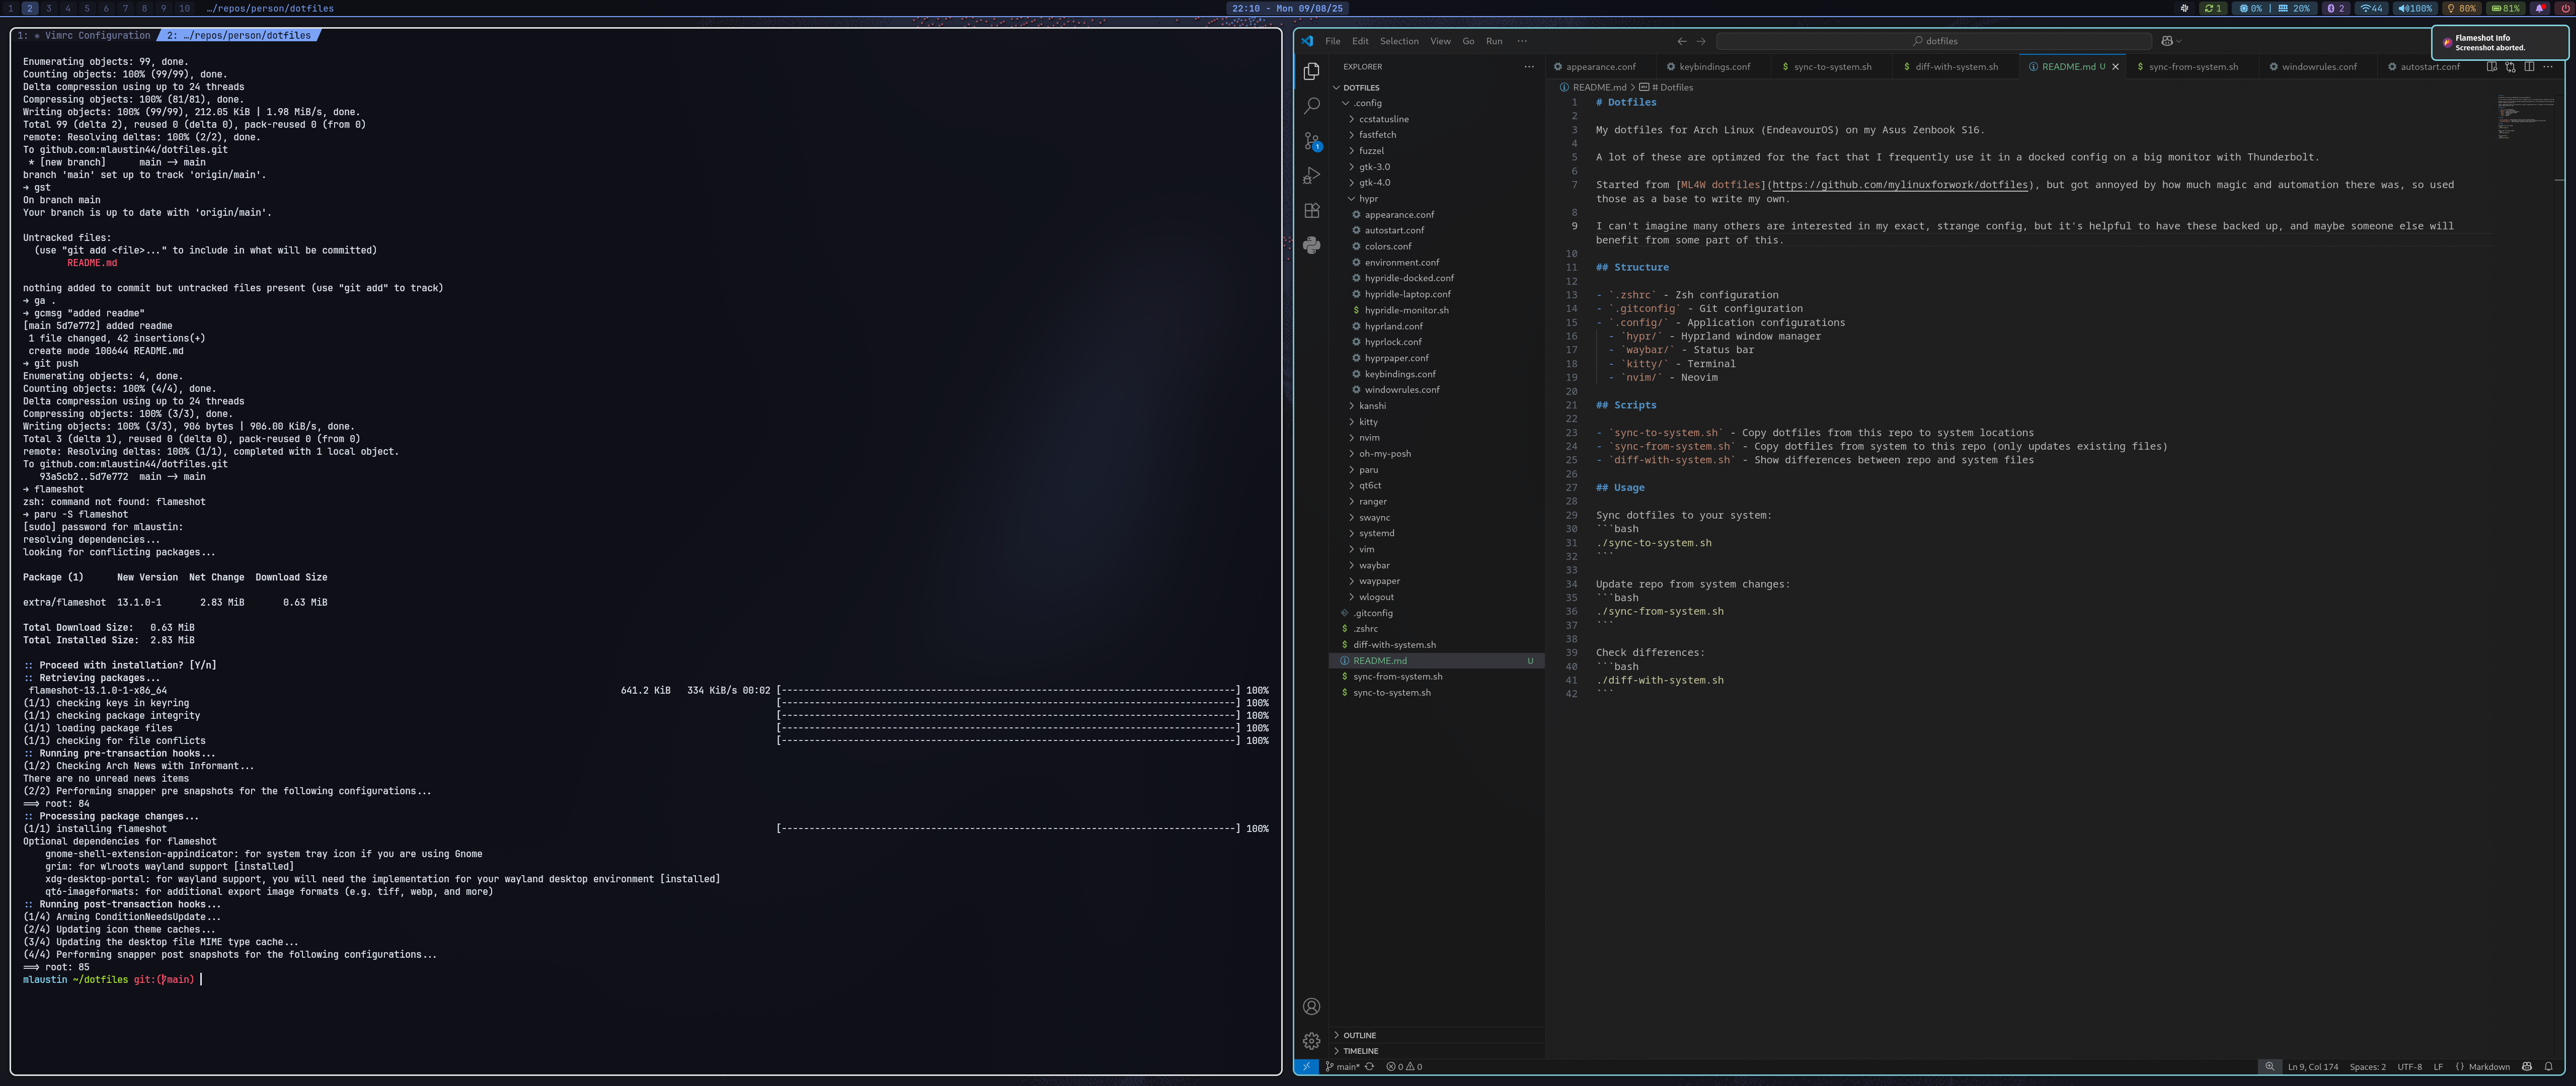 1 2 3 4 5 6 7 8 9 10 …/repos/person/dotfiles
22:10 - Mon 09/08/25
1 0% | 20% 2 44 100% 80% 81%
1: ✳ Vimrc Configuration 2: …/repos/person/dotfiles
Enumerating objects: 99, done.
Counting objects: 100% (99/99), done.
Delta compression using up to 24 threads
Compressing objects: 100% (81/81), done.
Writing objects: 100% (99/99), 212.05 KiB | 1.98 MiB/s, done.
Total 99 (delta 2), reused 0 (delta 0), pack-reused 0 (from 0)
remote: Resolving deltas: 100% (2/2), done.
To github.com:mlaustin44/dotfiles.git
 * [new branch]      main -> main
branch 'main' set up to track 'origin/main'.
→ gst
On branch main
Your branch is up to date with 'origin/main'.
Untracked files:
  (use "git add <file>..." to include in what will be committed)
        README.md
nothing added to commit but untracked files present (use "git add" to track)
→ ga .
→ gcmsg "added readme"
[main 5d7e772] added readme
 1 file changed, 42 insertions(+)
 create mode 100644 README.md
→ git push
Enumerating objects: 4, done.
Counting objects: 100% (4/4), done.
Delta compression using up to 24 threads
Compressing objects: 100% (3/3), done.
Writing objects: 100% (3/3), 906 bytes | 906.00 KiB/s, done.
Total 3 (delta 1), reused 0 (delta 0), pack-reused 0 (from 0)
remote: Resolving deltas: 100% (1/1), completed with 1 local object.
To github.com:mlaustin44/dotfiles.git
   93a5cb2..5d7e772  main -> main
→ flameshot
zsh: command not found: flameshot
→ paru -S flameshot
[sudo] password for mlaustin:
resolving dependencies...
looking for conflicting packages...
Package (1)      New Version  Net Change  Download Size
extra/flameshot  13.1.0-1       2.83 MiB       0.63 MiB
Total Download Size:   0.63 MiB
Total Installed Size:  2.83 MiB
:: Proceed with installation? [Y/n]
:: Retrieving packages...
 flameshot-13.1.0-1-x86_64 641.2 KiB   334 KiB/s 00:02 [----------] 100%
(1/1) checking keys in keyring [----------] 100%
(1/1) checking package integrity [----------] 100%
(1/1) loading package files [----------] 100%
(1/1) checking for file conflicts [----------] 100%
:: Running pre-transaction hooks...
(1/2) Checking Arch News with Informant...
There are no unread news items
(2/2) Performing snapper pre snapshots for the following configurations...
==> root: 84
:: Processing package changes...
(1/1) installing flameshot [----------] 100%
Optional dependencies for flameshot
    gnome-shell-extension-appindicator: for system tray icon if you are using Gnome
    grim: for wlroots wayland support [installed]
    xdg-desktop-portal: for wayland support, you will need the implementation for your wayland desktop environment [installed]
    qt6-imageformats: for additional export image formats (e.g. tiff, webp, and more)
:: Running post-transaction hooks...
(1/4) Arming ConditionNeedsUpdate...
(2/4) Updating icon theme caches...
(3/4) Updating the desktop file MIME type cache...
(4/4) Performing snapper post snapshots for the following configurations...
==> root: 85
mlaustin ~/dotfiles git:(main)
File Edit Selection View Go Run ···
dotfiles
Flameshot Info
Screenshot aborted.
EXPLORER
DOTFILES
.config
ccstatusline
fastfetch
fuzzel
gtk-3.0
gtk-4.0
hypr
appearance.conf
autostart.conf
colors.conf
environment.conf
hypridle-docked.conf
hypridle-laptop.conf
hypridle-monitor.sh
hyprland.conf
hyprlock.conf
hyprpaper.conf
keybindings.conf
windowrules.conf
kanshi
kitty
nvim
oh-my-posh
paru
qt6ct
ranger
swaync
systemd
vim
waybar
waypaper
wlogout
.gitconfig
.zshrc
diff-with-system.sh
README.md U
sync-from-system.sh
sync-to-system.sh
OUTLINE
TIMELINE
appearance.conf keybindings.conf sync-to-system.sh diff-with-system.sh README.md U sync-from-system.sh windowrules.conf autostart.conf
README.md > # Dotfiles
1 # Dotfiles
2
3 My dotfiles for Arch Linux (EndeavourOS) on my Asus Zenbook S16.
4
5 A lot of these are optimzed for the fact that I frequently use it in a docked config on a big monitor with Thunderbolt.
6
7 Started from [ML4W dotfiles](https://github.com/mylinuxforwork/dotfiles), but got annoyed by how much magic and automation there was, so used
those as a base to write my own.
8
9 I can't imagine many others are interested in my exact, strange config, but it's helpful to have these backed up, and maybe someone else will
benefit from some part of this.
10
11 ## Structure
12
13 - `.zshrc` - Zsh configuration
14 - `.gitconfig` - Git configuration
15 - `.config/` - Application configurations
16   - `hypr/` - Hyprland window manager
17   - `waybar/` - Status bar
18   - `kitty/` - Terminal
19   - `nvim/` - Neovim
20
21 ## Scripts
22
23 - `sync-to-system.sh` - Copy dotfiles from this repo to system locations
24 - `sync-from-system.sh` - Copy dotfiles from system to this repo (only updates existing files)
25 - `diff-with-system.sh` - Show differences between repo and system files
26
27 ## Usage
28
29 Sync dotfiles to your system:
30 ```bash
31 ./sync-to-system.sh
32 ```
33
34 Update repo from system changes:
35 ```bash
36 ./sync-from-system.sh
37 ```
38
39 Check differences:
40 ```bash
41 ./diff-with-system.sh
42 ```
main* 0 0
Ln 9, Col 174 Spaces: 2 UTF-8 LF {} Markdown